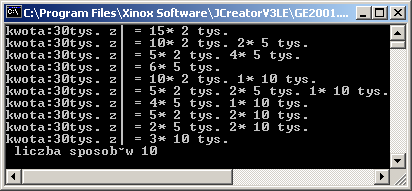 C:\Program Files\Xinox Software\JCreatorV3LE\GE2001....
kwota:30tys. z| = 15* 2 tys.
kwota:30tys. z| = 10* 2 tys. 2* 5 tys.
kwota:30tys. z| = 5* 2 tys. 4* 5 tys.
kwota:30tys. z| = 6* 5 tys.
kwota:30tys. z| = 10* 2 tys. 1* 10 tys.
kwota:30tys. z| = 5* 2 tys. 2* 5 tys. 1* 10 tys.
kwota:30tys. z| = 4* 5 tys. 1* 10 tys.
kwota:30tys. z| = 5* 2 tys. 2* 10 tys.
kwota:30tys. z| = 2* 5 tys. 2* 10 tys.
kwota:30tys. z| = 3* 10 tys.
liczba sposob~w 10